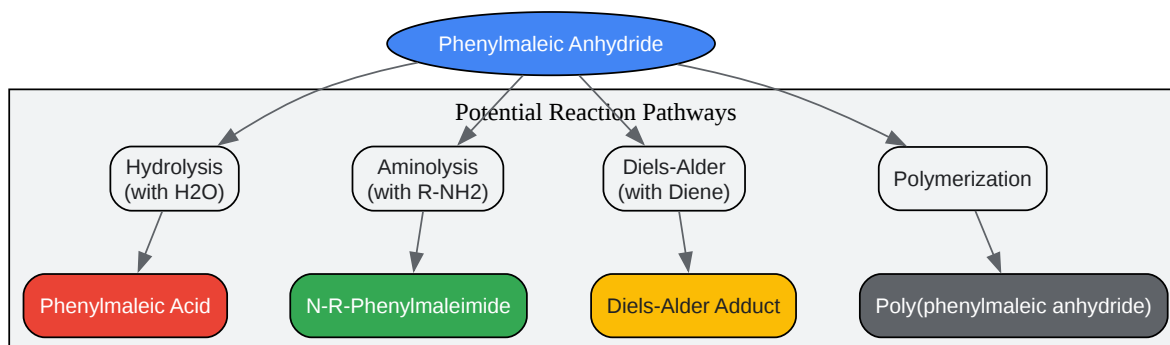 Phenylmaleic Anhydride
Potential Reaction Pathways
Hydrolysis
(with H2O)
Aminolysis
(with R-NH2)
Diels-Alder
(with Diene)
Polymerization
Phenylmaleic Acid
N-R-Phenylmaleimide
Diels-Alder Adduct
Poly(phenylmaleic anhydride)